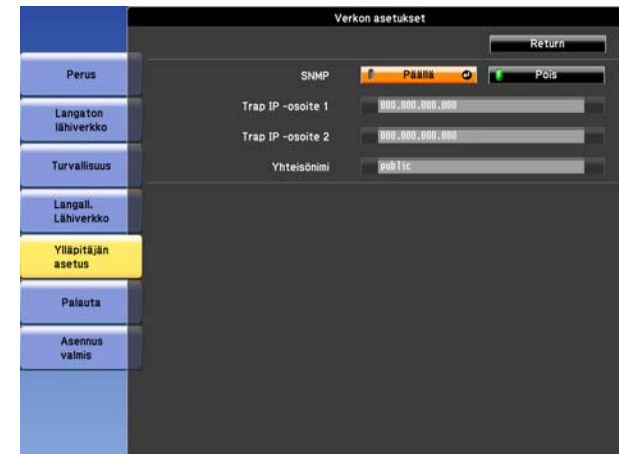 Verkon asetukset
Return
Perus
Langaton
lähiverkko
Turvallisuus
Langall.
Lähiverkko
Ylläpitäjän
asetus
Palauta
Asennus
valmis
SNMP
Päällä
Pois
Trap IP -osoite 1
000.000.000.000
Trap IP -osoite 2
000.000.000.000
Yhteisönimi
public